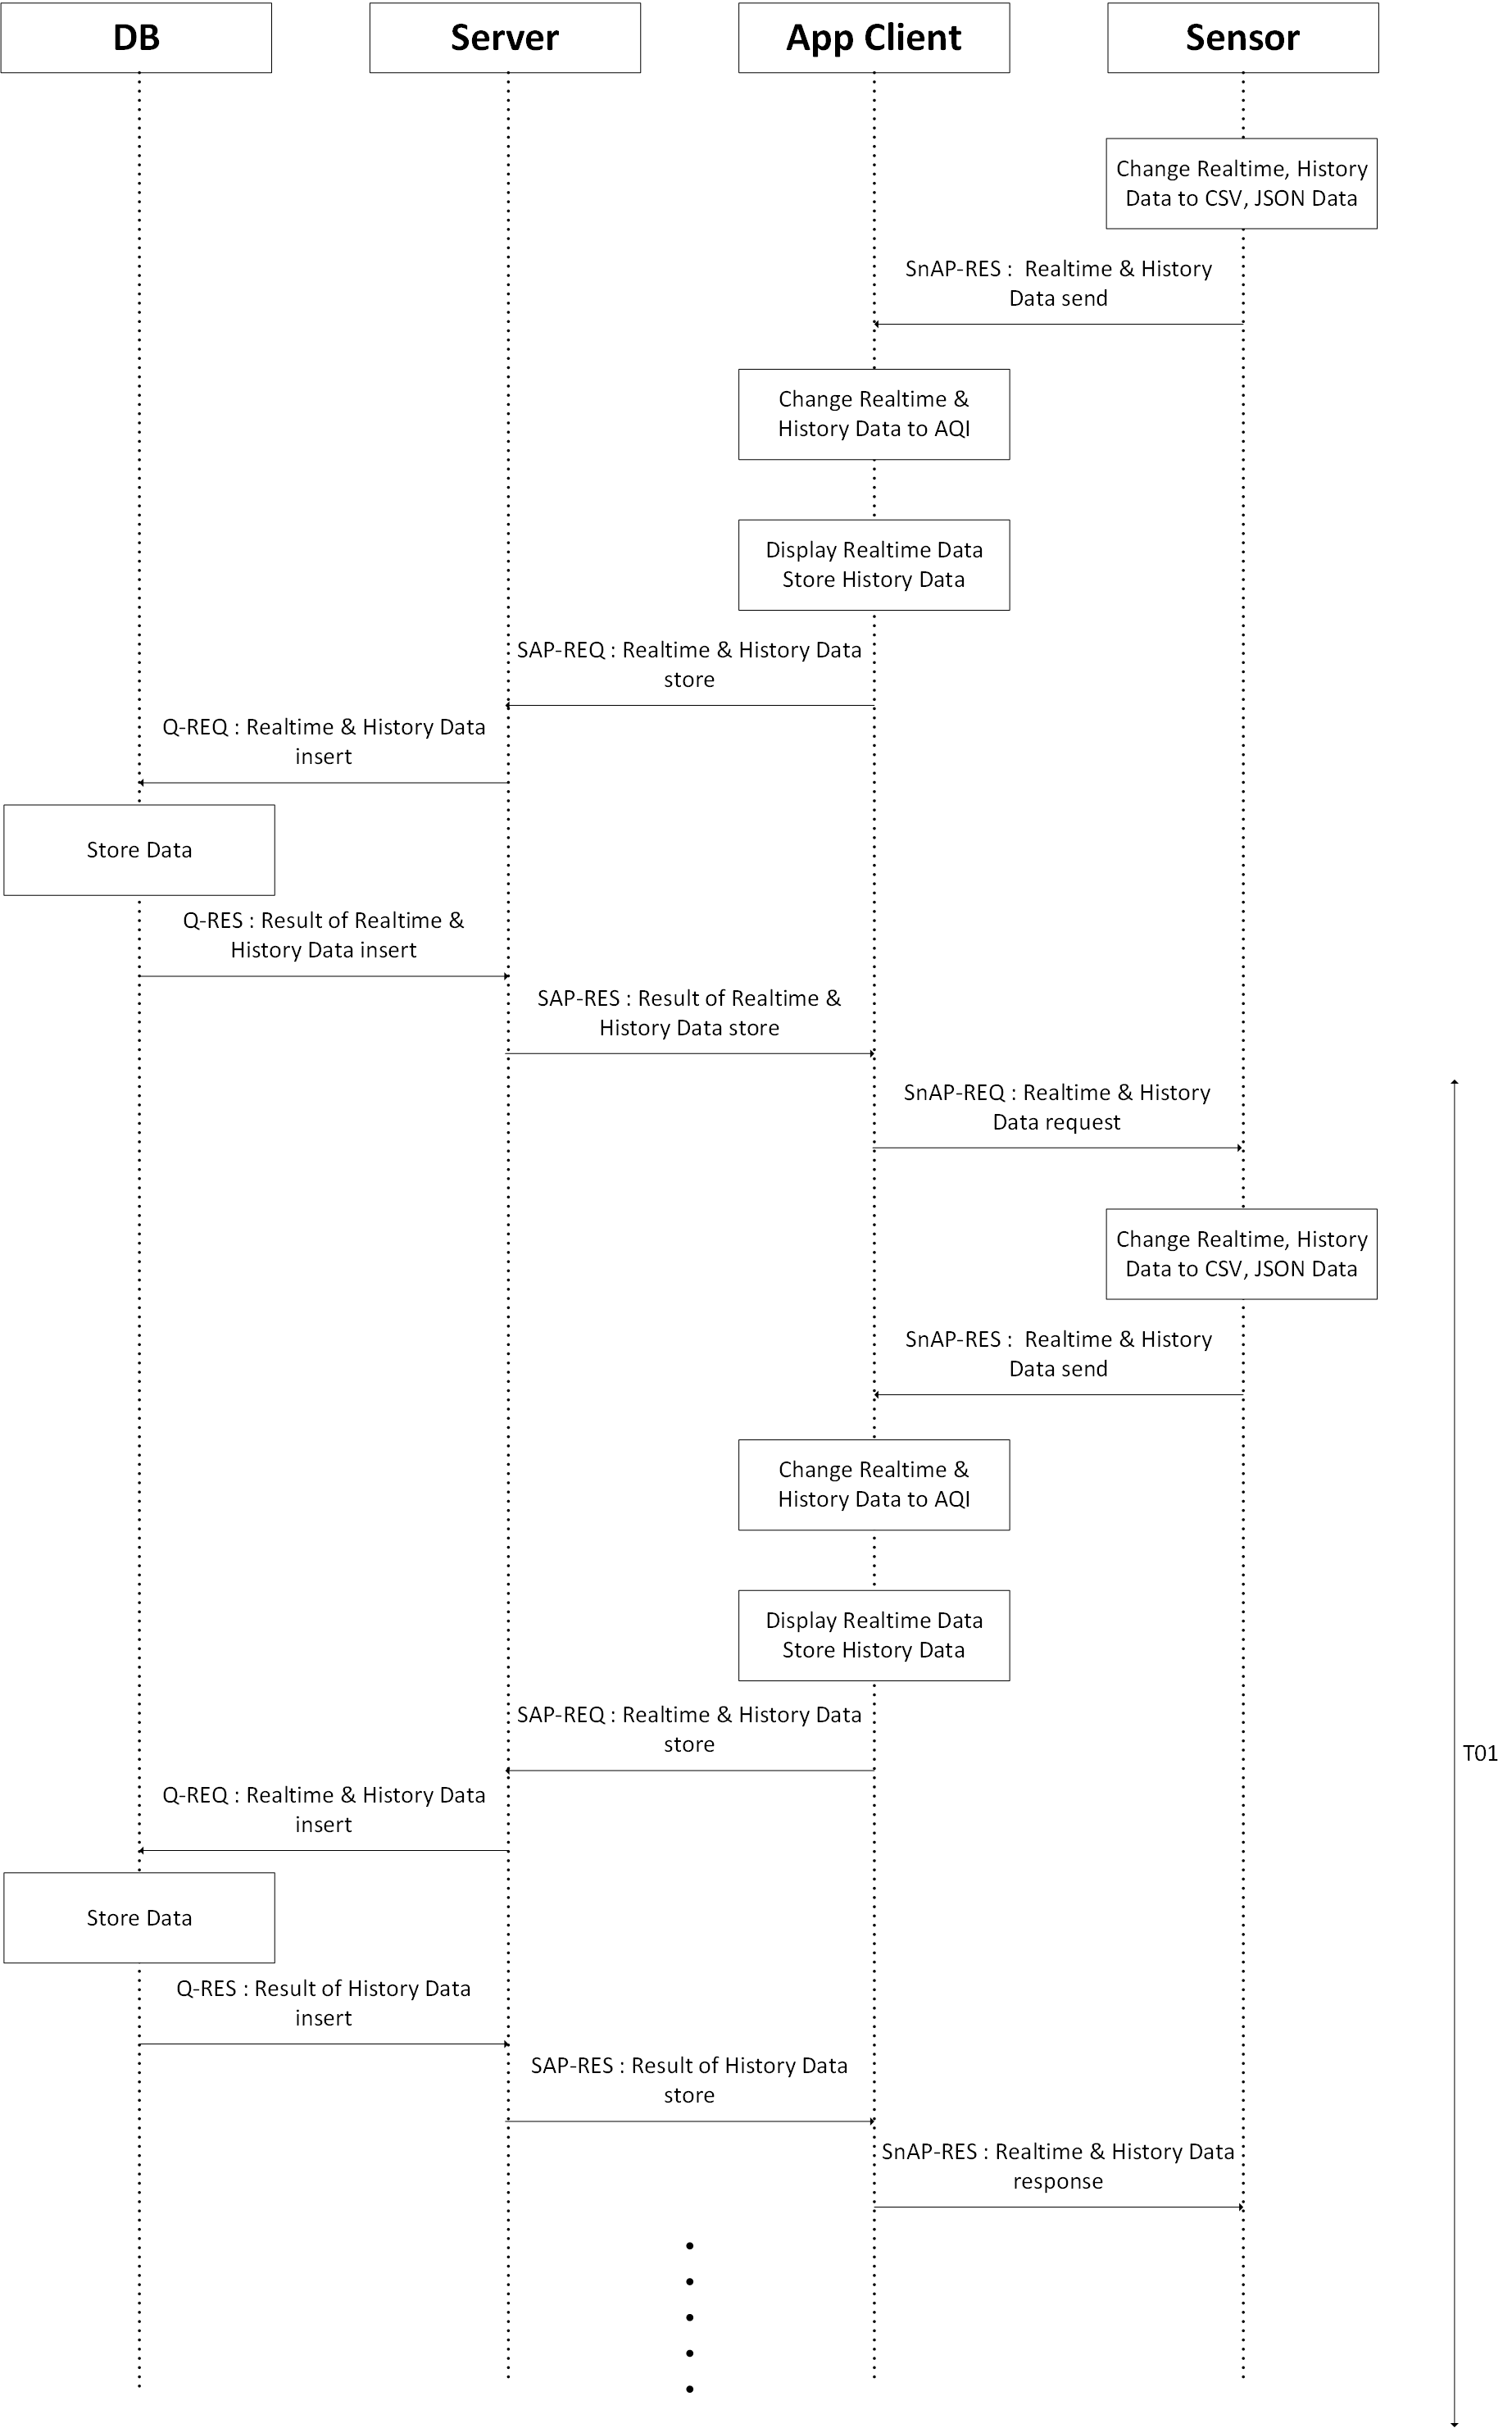 DB
Server
App Client
Sensor
Change Realtime, History
Data to CSV, JSON Data
SnAP-RES :  Realtime & History
Data send
Change Realtime &
History Data to AQI
Display Realtime Data
Store History Data
SAP-REQ : Realtime & History Data
store
Q-REQ : Realtime & History Data
insert
Store Data
Q-RES : Result of Realtime &
History Data insert
SAP-RES : Result of Realtime &
History Data store
SnAP-REQ : Realtime & History
Data request
Change Realtime, History
Data to CSV, JSON Data
SnAP-RES :  Realtime & History
Data send
Change Realtime &
History Data to AQI
Display Realtime Data
Store History Data
SAP-REQ : Realtime & History Data
store
T01
Q-REQ : Realtime & History Data
insert
Store Data
Q-RES : Result of History Data
insert
SAP-RES : Result of History Data
store
SnAP-RES : Realtime & History Data
response